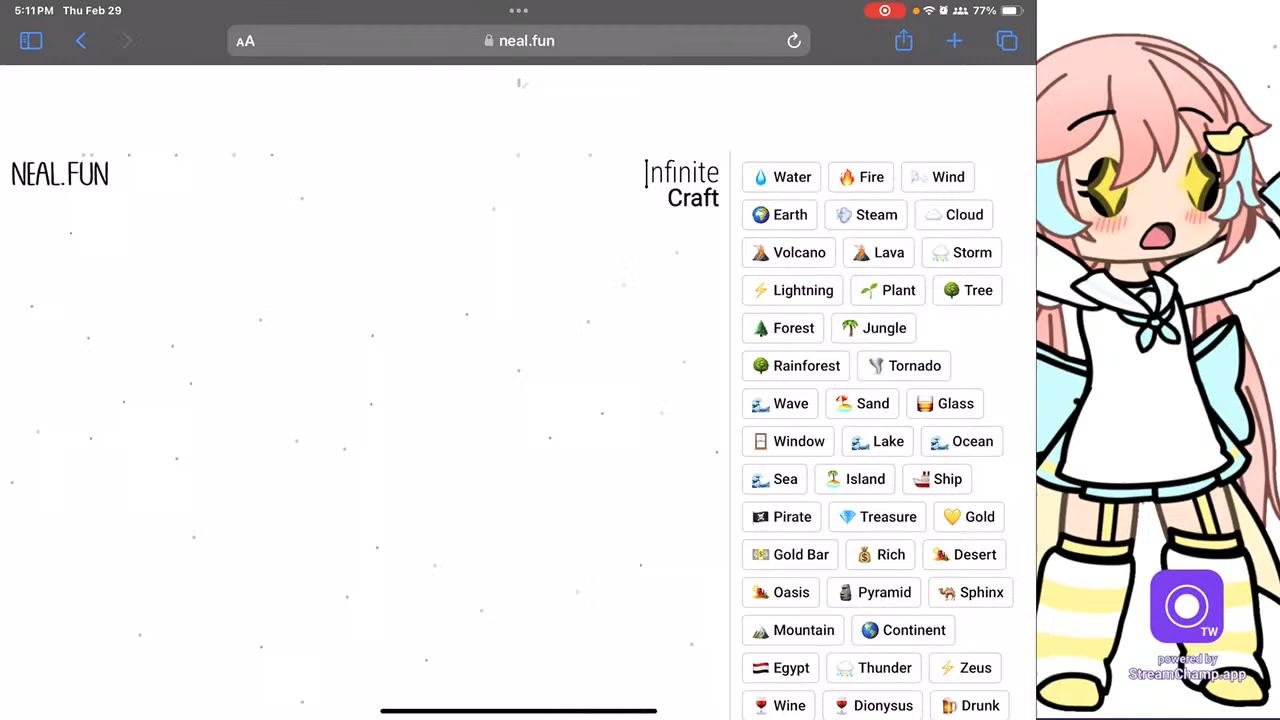 5:11PM Thu Feb 29
77%
AA
neal.fun
NEAL.FUN
Infinite
Craft
Water Fire Wind
Earth Steam Cloud
Volcano Lava Storm
Lightning Plant Tree
Forest Jungle
Rainforest Tornado
Wave Sand Glass
Window Lake Ocean
Sea Island Ship
Pirate Treasure Gold
Gold Bar Rich Desert
Oasis Pyramid Sphinx
Mountain Continent
Egypt Thunder Zeus
Wine Dionysus Drunk
TW
powered by
StreamChamp.app